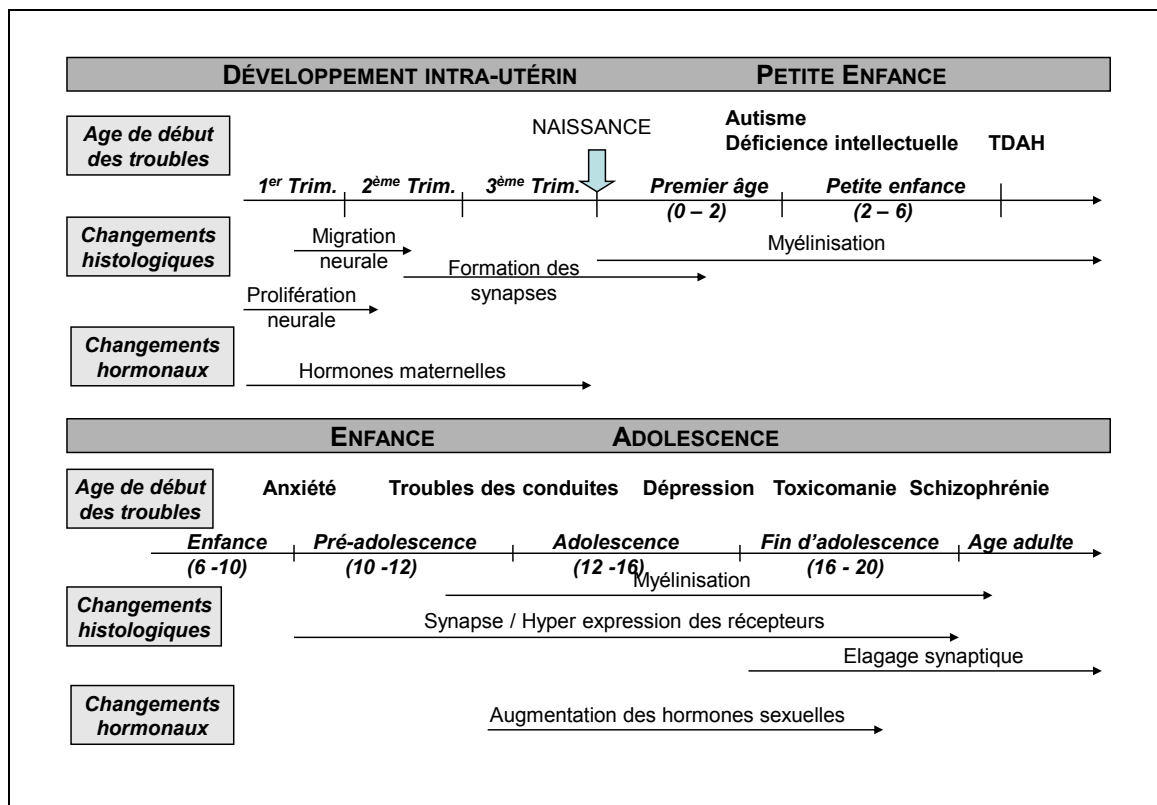 DÉVELOPPEMENT INTRA-UTÉRIN PETITE ENFANCE
Age de début
des troubles
NAISSANCE
Autisme
Déficience intellectuelle TDAH
1er Trim. 2ème Trim. 3ème Trim. Premier âge Petite enfance
(0 – 2) (2 – 6)
Changements
histologiques
Migration
neurale
Myélinisation
Formation des
synapses
Prolifération
neurale
Changements
hormonaux
Hormones maternelles
ENFANCE ADOLESCENCE
Age de début
des troubles
Anxiété Troubles des conduites Dépression Toxicomanie Schizophrénie
Enfance Pré-adolescence Adolescence Fin d'adolescence Age adulte
(6 -10) (10 -12) (12 -16) (16 - 20)
Changements
histologiques
Myélinisation
Synapse / Hyper expression des récepteurs
Elagage synaptique
Changements
hormonaux
Augmentation des hormones sexuelles